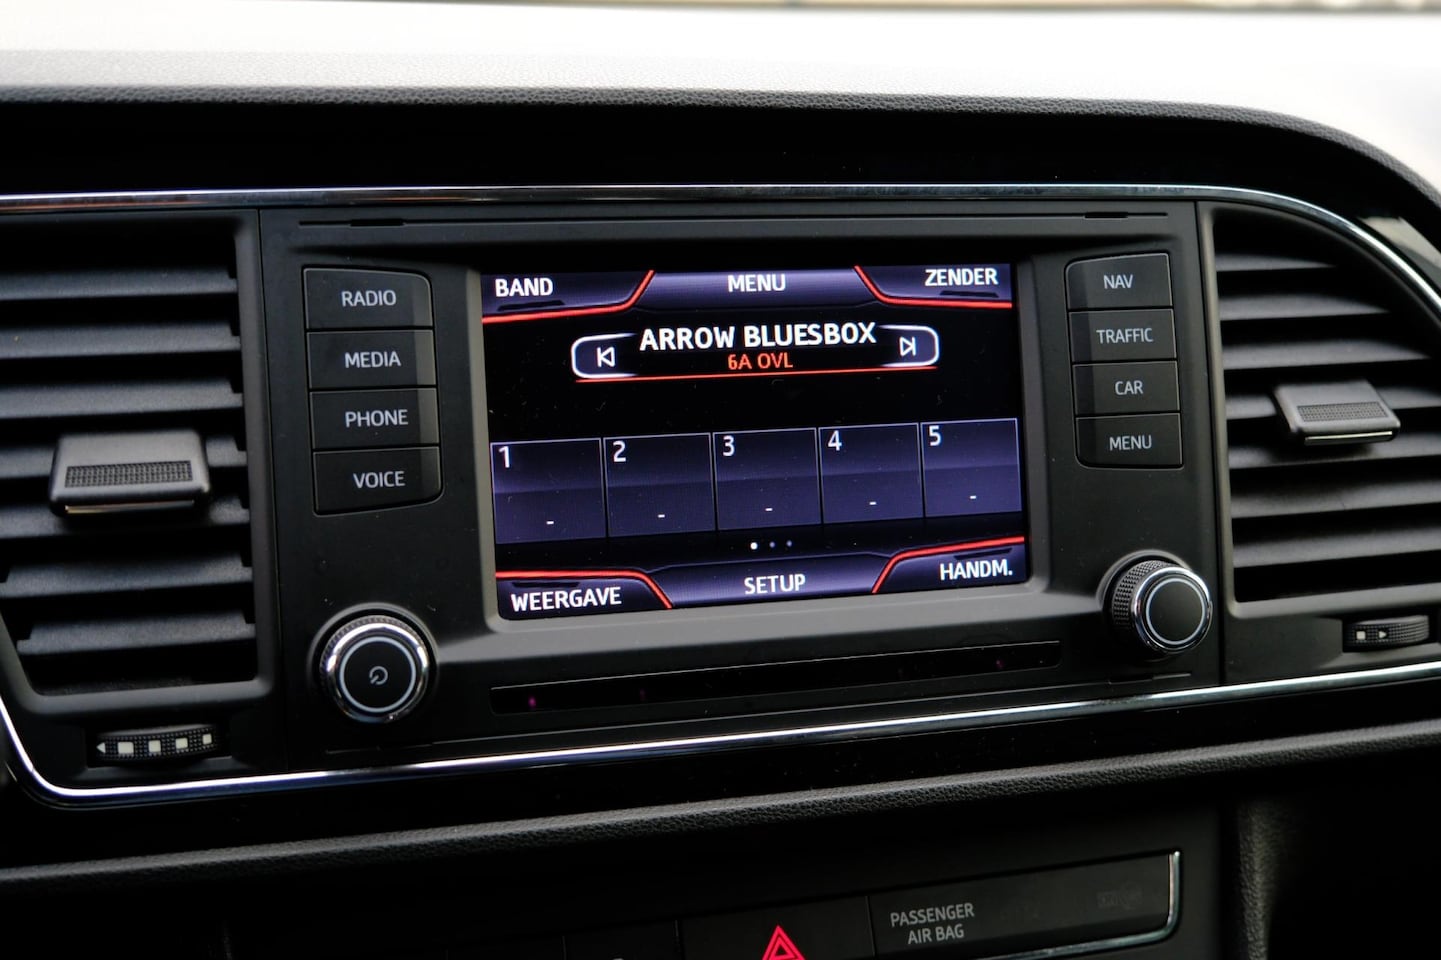 RADIO
MEDIA
PHONE
VOICE
BAND
MENU
ZENDER
ARROW BLUESBOX
6A OVL
1
2
3
4
5
-
-
-
-
-
WEERGAVE
SETUP
HANDM.
NAV
TRAFFIC
CAR
MENU
PASSENGER
AIR BAG